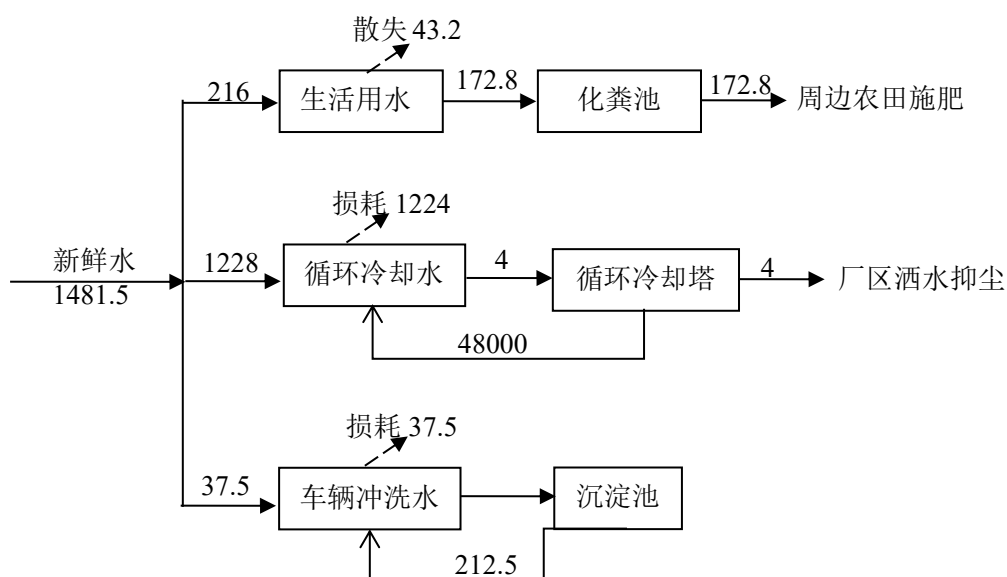 散失 43.2
216
生活用水
172.8
化粪池
172.8
周边农田施肥
损耗 1224
新鲜水
1481.5
1228
循环冷却水
4
循环冷却塔
4
厂区洒水抑尘
48000
损耗 37.5
37.5
车辆冲洗水
沉淀池
212.5